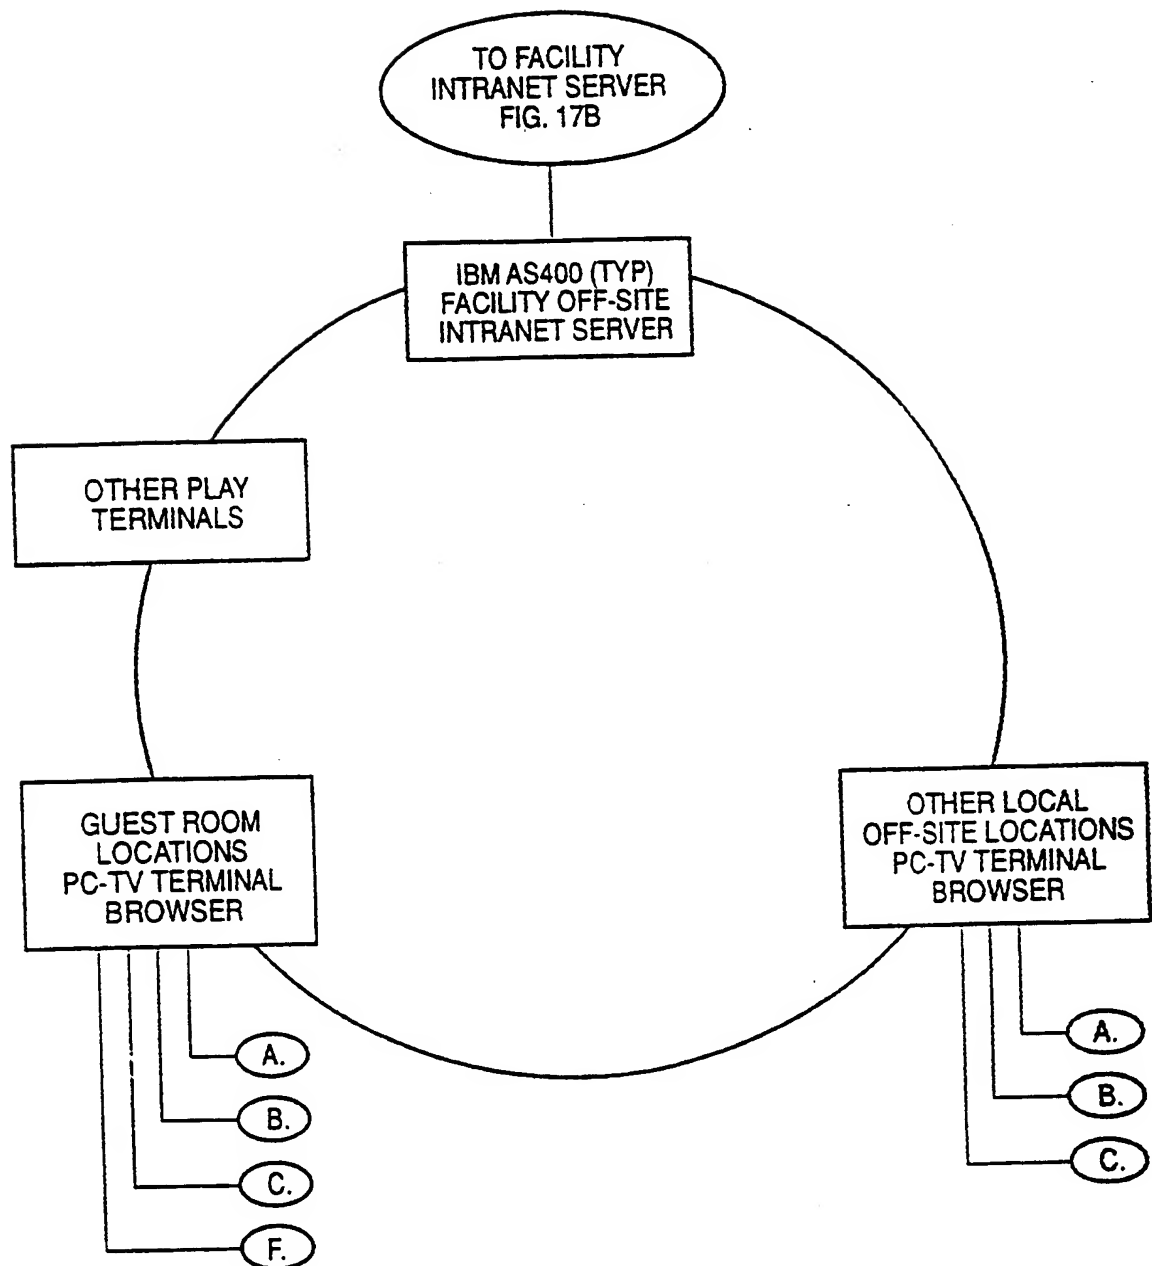 TO FACILITY
INTRANET SERVER
FIG. 17B
IBM AS400 (TYP)
FACILITY OFF-SITE
INTRANET SERVER
OTHER PLAY
TERMINALS
GUEST ROOM
LOCATIONS
PC-TV TERMINAL
BROWSER
OTHER LOCAL
OFF-SITE LOCATIONS
PC-TV TERMINAL
BROWSER
A.
B.
C.
F.
A.
B.
C.